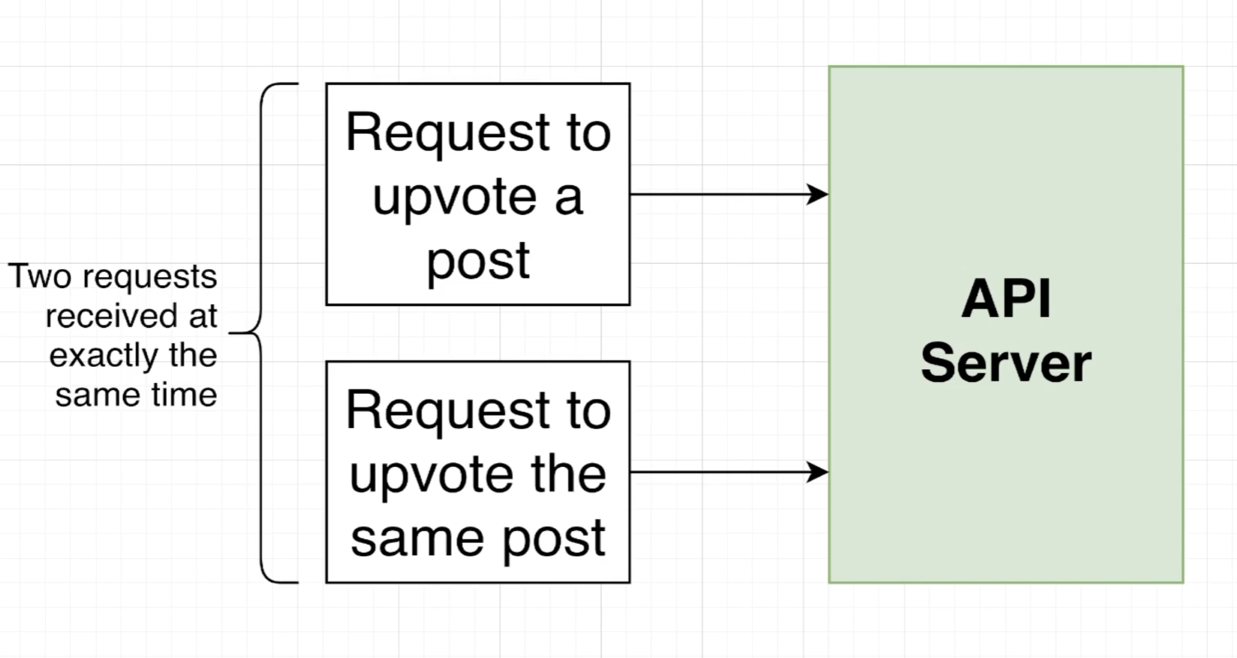 Two requests
received at
exactly the
same time
Request to
upvote a
post
Request to
upvote the
same post
API
Server